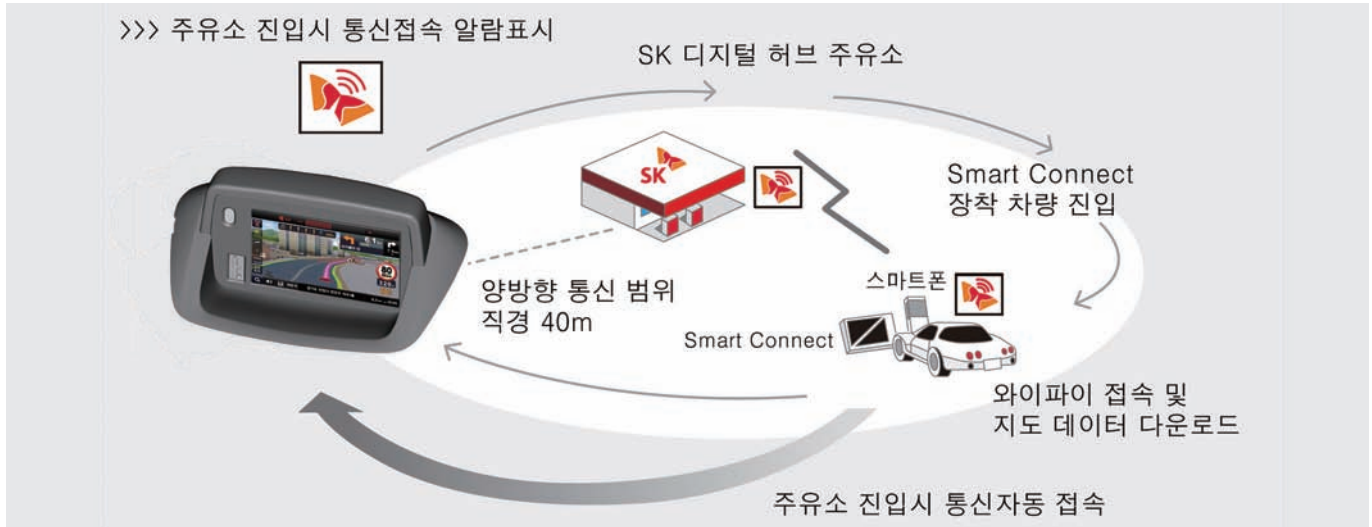 >>> 주유소 진입시 통신접속 알람표시
SK 디지털 허브 주유소
SK
Smart Connect
장착 차량 진입
양방향 통신 범위
직경 40m
스마트폰
Smart Connect
와이파이 접속 및
지도 데이터 다운로드
주유소 진입시 통신자동 접속
80